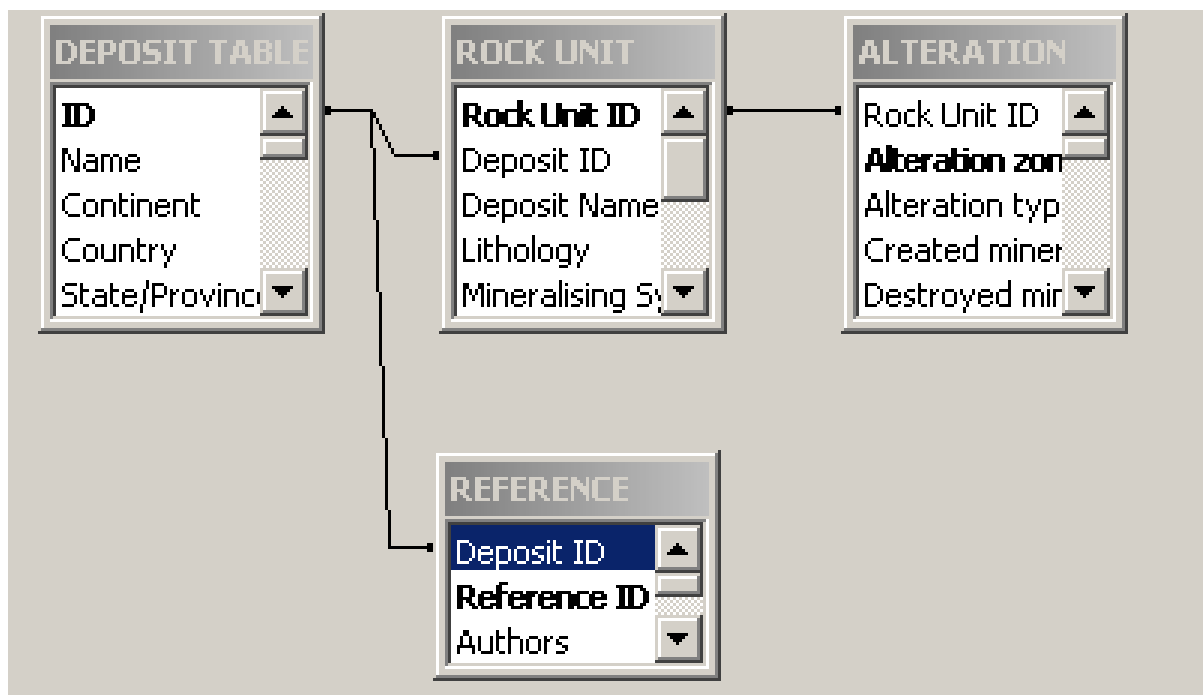 DEPOSIT TABLE
ID
Name
Continent
Country
State/Provinc
ROCK UNIT
Rock Unit ID
Deposit ID
Deposit Name
Lithology
Mineralising Sy
ALTERATION
Rock Unit ID
Alteration zon
Alteration typ
Created miner
Destroyed mir
REFERENCE
Deposit ID
Reference ID
Authors